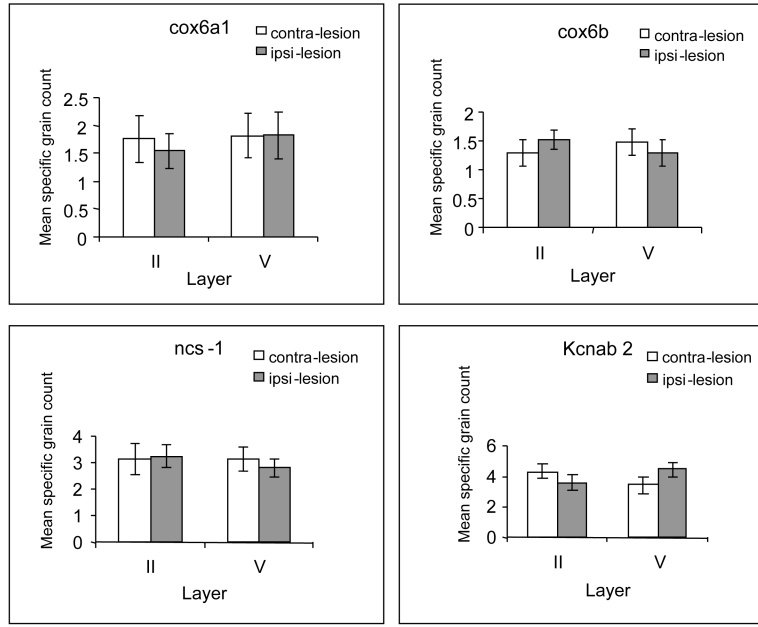 cox6a1
contra-lesion
ipsi-lesion
Mean specific grain count
2.5
2
1.5
1
0.5
0
II
V
Layer
cox6b
contra-lesion
ipsi-lesion
Mean specific grain count
2
1.5
1
0.5
0
II
V
Layer
ncs -1
contra-lesion
ipsi-lesion
Mean specific grain count
4
3
2
1
0
II
V
Layer
Kcnab 2
contra-lesion
ipsi-lesion
Mean specific grain count
6
4
2
0
II
V
Layer